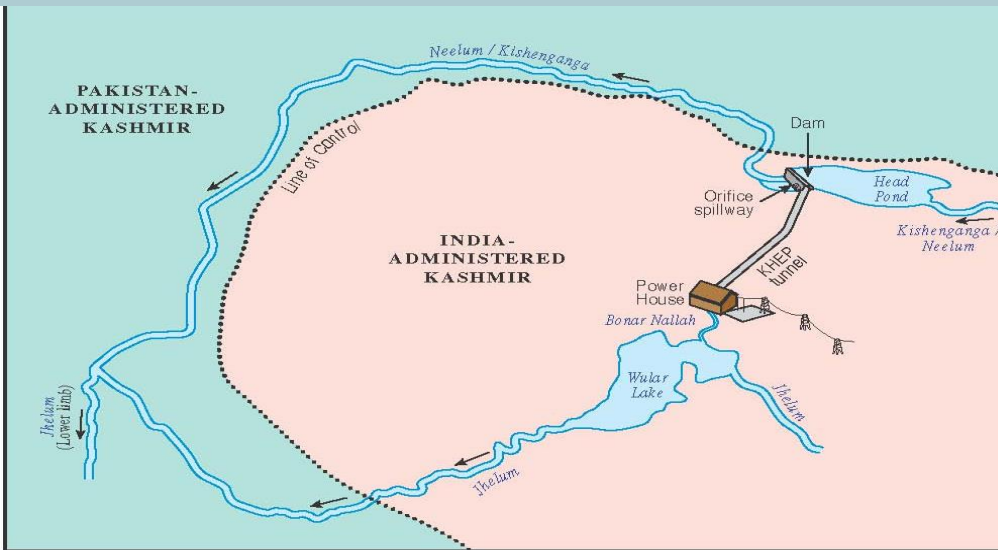 Neelum / Kishenganga
PAKISTAN-
ADMINISTERED
KASHMIR
Line of Control
Dam
Orifice
spillway
Head
Pond
Kishenganga /
Neelum
INDIA-
ADMINISTERED
KASHMIR
KHEP
tunnel
Power
House
Bonar Nallah
Wular
Lake
Jhelum
Jhelum
(Lower limb)
Jhelum